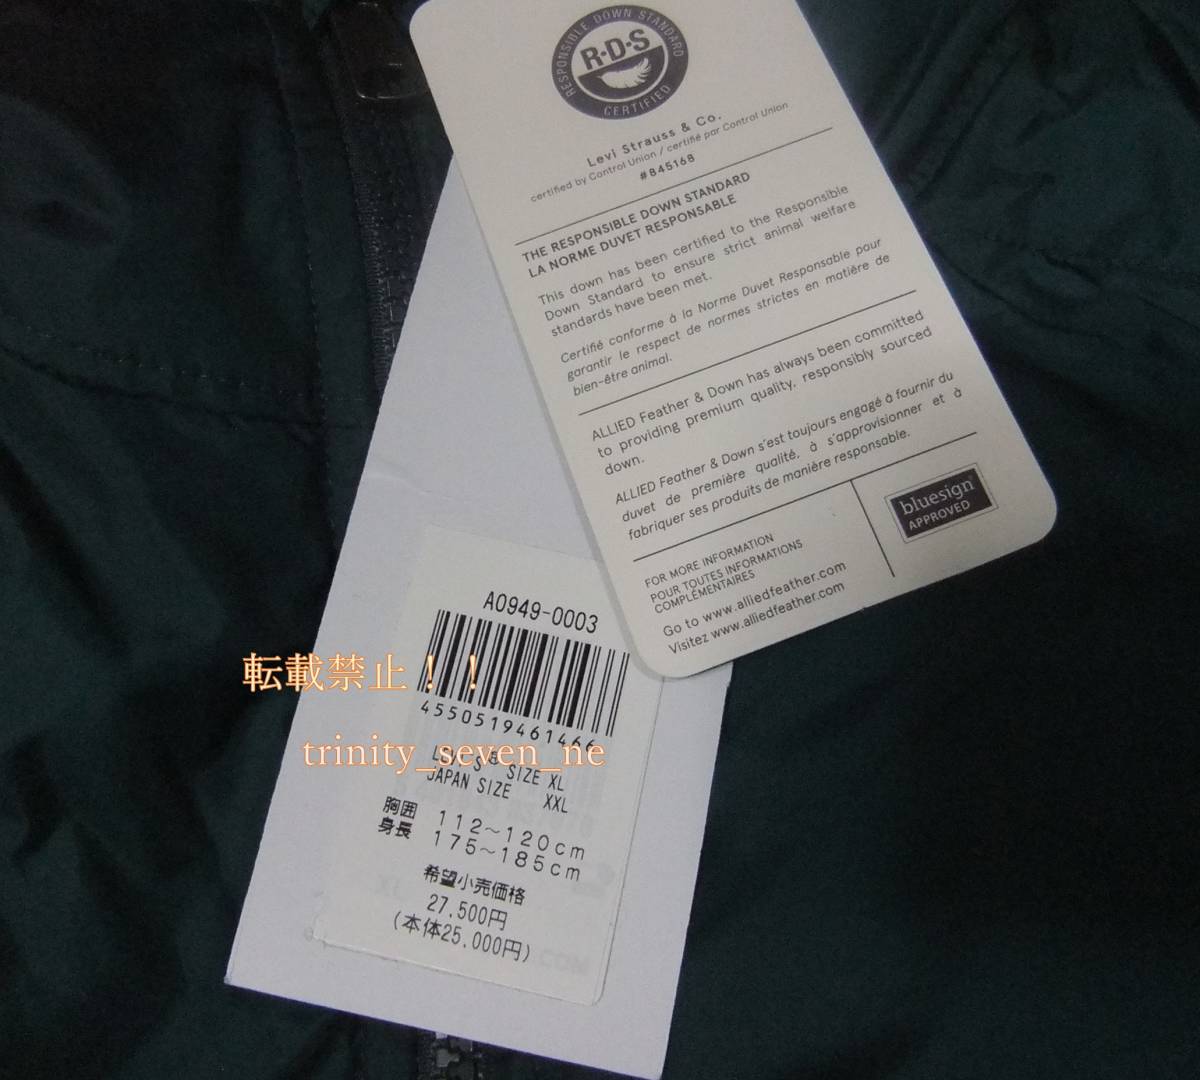 RESPONSIBLE DOWN STANDARD
R·D·S
CERTIFIED
Levi Strauss & Co.
certified by Control Union / certifié par Control Union
#845168
THE RESPONSIBLE DOWN STANDARD
LA NORME DUVET RESPONSABLE
This down has been certified to the Responsible
Down Standard to ensure strict animal welfare
standards have been met.
Certifié conforme à la Norme Duvet Responsable pour
garantir le respect de normes strictes en matière de
bien-être animal.
ALLIED Feather & Down has always been committed
to providing premium quality, responsibly sourced
down.
ALLIED Feather & Down s'est toujours engagé à fournir du
duvet de première qualité, à s'approvisionner et à
fabriquer ses produits de manière responsable.
FOR MORE INFORMATION
POUR TOUTES INFORMATIONS
COMPLÉMENTAIRES
Go to www.alliedfeather.com
Visitez www.alliedfeather.com
bluesign®
APPROVED
A0949-0003
4550519461466
LEVI'S® SIZE XL
JAPAN SIZE XXL
胸囲 112～120cm
身長 175～185cm
希望小売価格
27,500円
(本体25,000円)
転載禁止！！
trinity_seven_ne